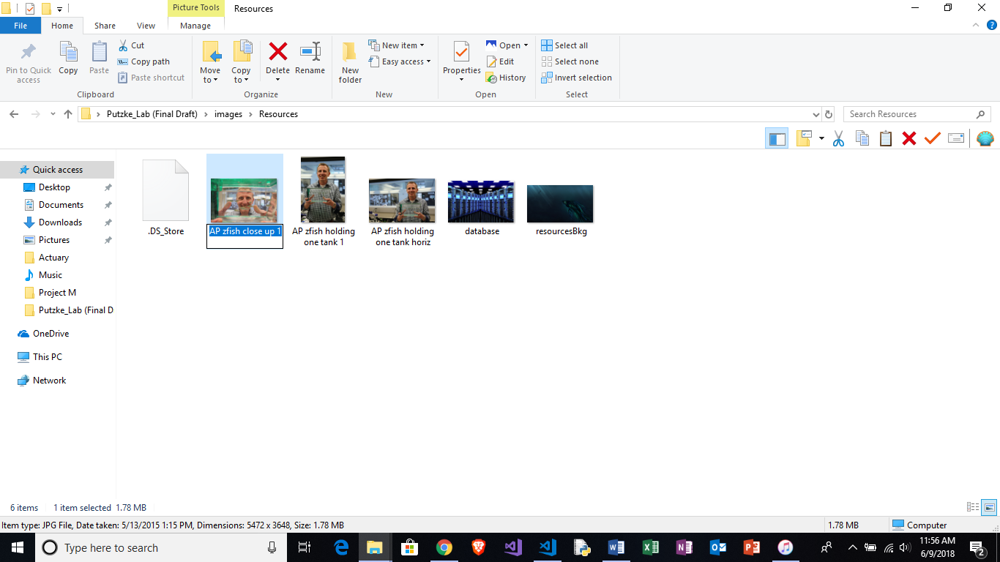 Picture Tools
Resources
File
Home
Share
View
Manage
Pin to Quick
access
Copy
Paste
Cut
Copy path
Paste shortcut
Move
to
Copy
to
Delete
Rename
New
folder
New item
Easy access
Properties
Open
Edit
History
Select all
Select none
Invert selection
Clipboard
Organize
New
Open
Select
Putzke_Lab (Final Draft)
images
Resources
Search Resources
Quick access
Desktop
Documents
Downloads
Pictures
Actuary
Music
Project M
Putzke_Lab (Final D
OneDrive
This PC
Network
.DS_Store
AP zfish close up 1
AP zfish holding
one tank 1
AP zfish holding
one tank horiz
database
resourcesBkg
6 items
1 item selected 1.78 MB
Item type: JPG File, Date taken: 5/13/2015 1:15 PM, Dimensions: 5472 x 3648, Size: 1.78 MB
1.78 MB
Computer
Type here to search
11:56 AM
6/9/2018
2